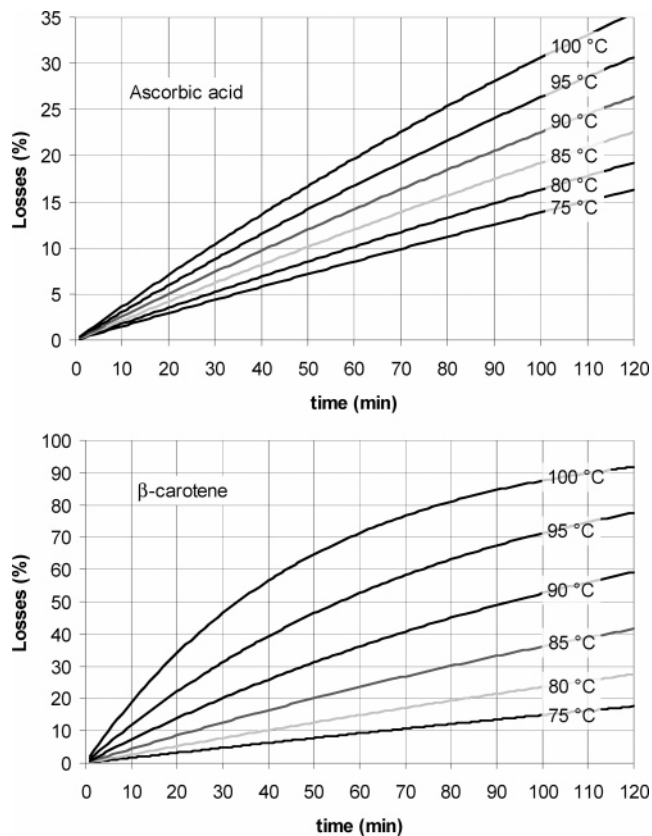 35
30
25
20
15
10
5
0
Losses (%)
Ascorbic acid
100 °C
95 °C
90 °C
85 °C
80 °C
75 °C
0 10 20 30 40 50 60 70 80 90 100 110 120
time (min)
100
90
80
70
60
50
40
30
20
10
0
Losses (%)
β-carotene
100 °C
95 °C
90 °C
85 °C
80 °C
75 °C
0 10 20 30 40 50 60 70 80 90 100 110 120
time (min)